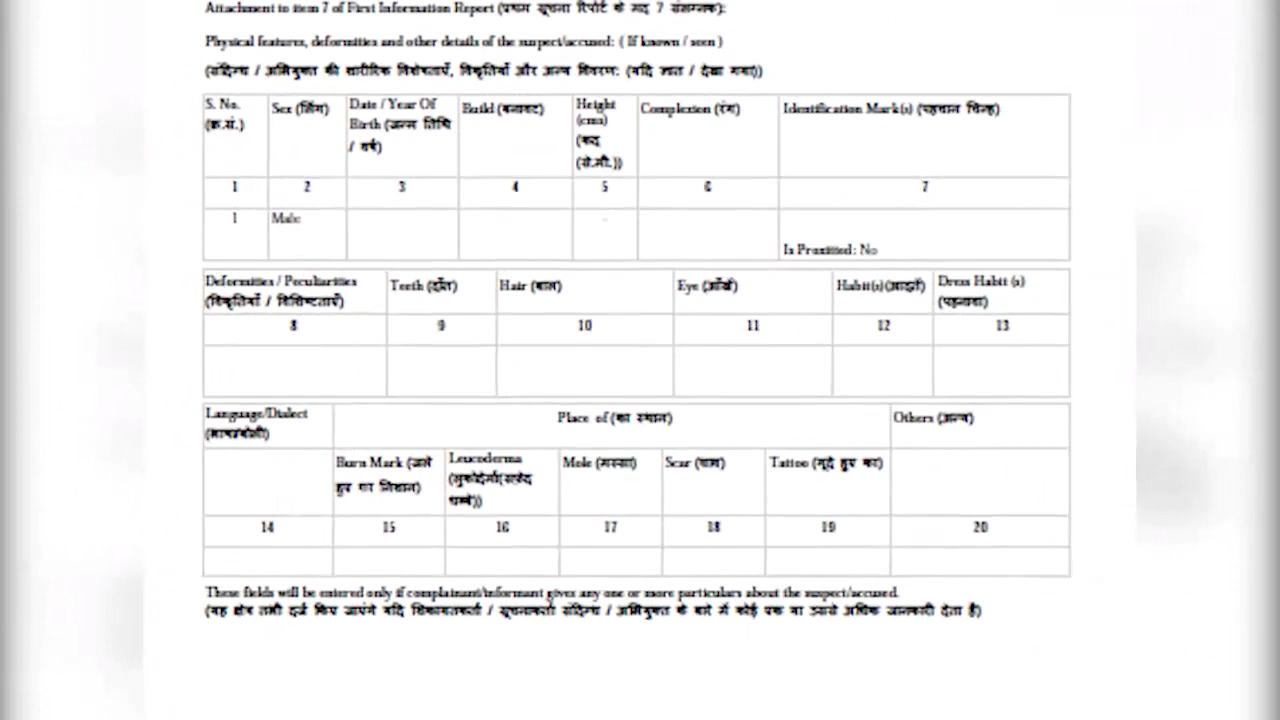 Attachment to item 7 of First Information Report (प्रथम सूचना रिपोर्ट के मद 7 संलग्नक):
Physical features, deformities and other details of the suspect/accused: ( If known / seen )
(संदिग्ध / अभियुक्त की शारीरिक विशेषताएँ, विकृतियाँ और अन्य विवरण: (यदि ज्ञात / देखा गया))
S. No. (क्र.सं.)
Sex (लिंग)
Date / Year Of Birth (जन्म तिथि / वर्ष)
Build (बनावट)
Height (cms) (कद (से.मी.))
Complexion (रंग)
Identification Mark(s) (पहचान चिन्ह)
1 2 3 4 5 6 7
1 Male -
Is Proxitted: No
Deformities / Peculiarities (विकृतियाँ / विशिष्टताएँ)
Teeth (दाँत)
Hair (बाल)
Eye (आँखें)
Habit(s)(आदतें)
Dress Habit (s) (पहनावा)
8 9 10 11 12 13
Language/Dialect (भाषा/बोली)
Place of (का स्थान)
Others (अन्य)
Burn Mark (जले हुए का निशान)
Leucoderma (लुकोडेर्मा(सफेद धब्बे))
Mole (मस्सा)
Scar (घाव)
Tattoo (गूदे हुए का)
14 15 16 17 18 19 20
These fields will be entered only if complainant/informant gives any one or more particulars about the suspect/accused.
(यह क्षेत्र तभी दर्ज किए जाएंगे यदि शिकायतकर्ता / सूचनाकर्ता संदिग्ध / अभियुक्त के बारे में कोई एक या उससे अधिक जानकारी देता है)